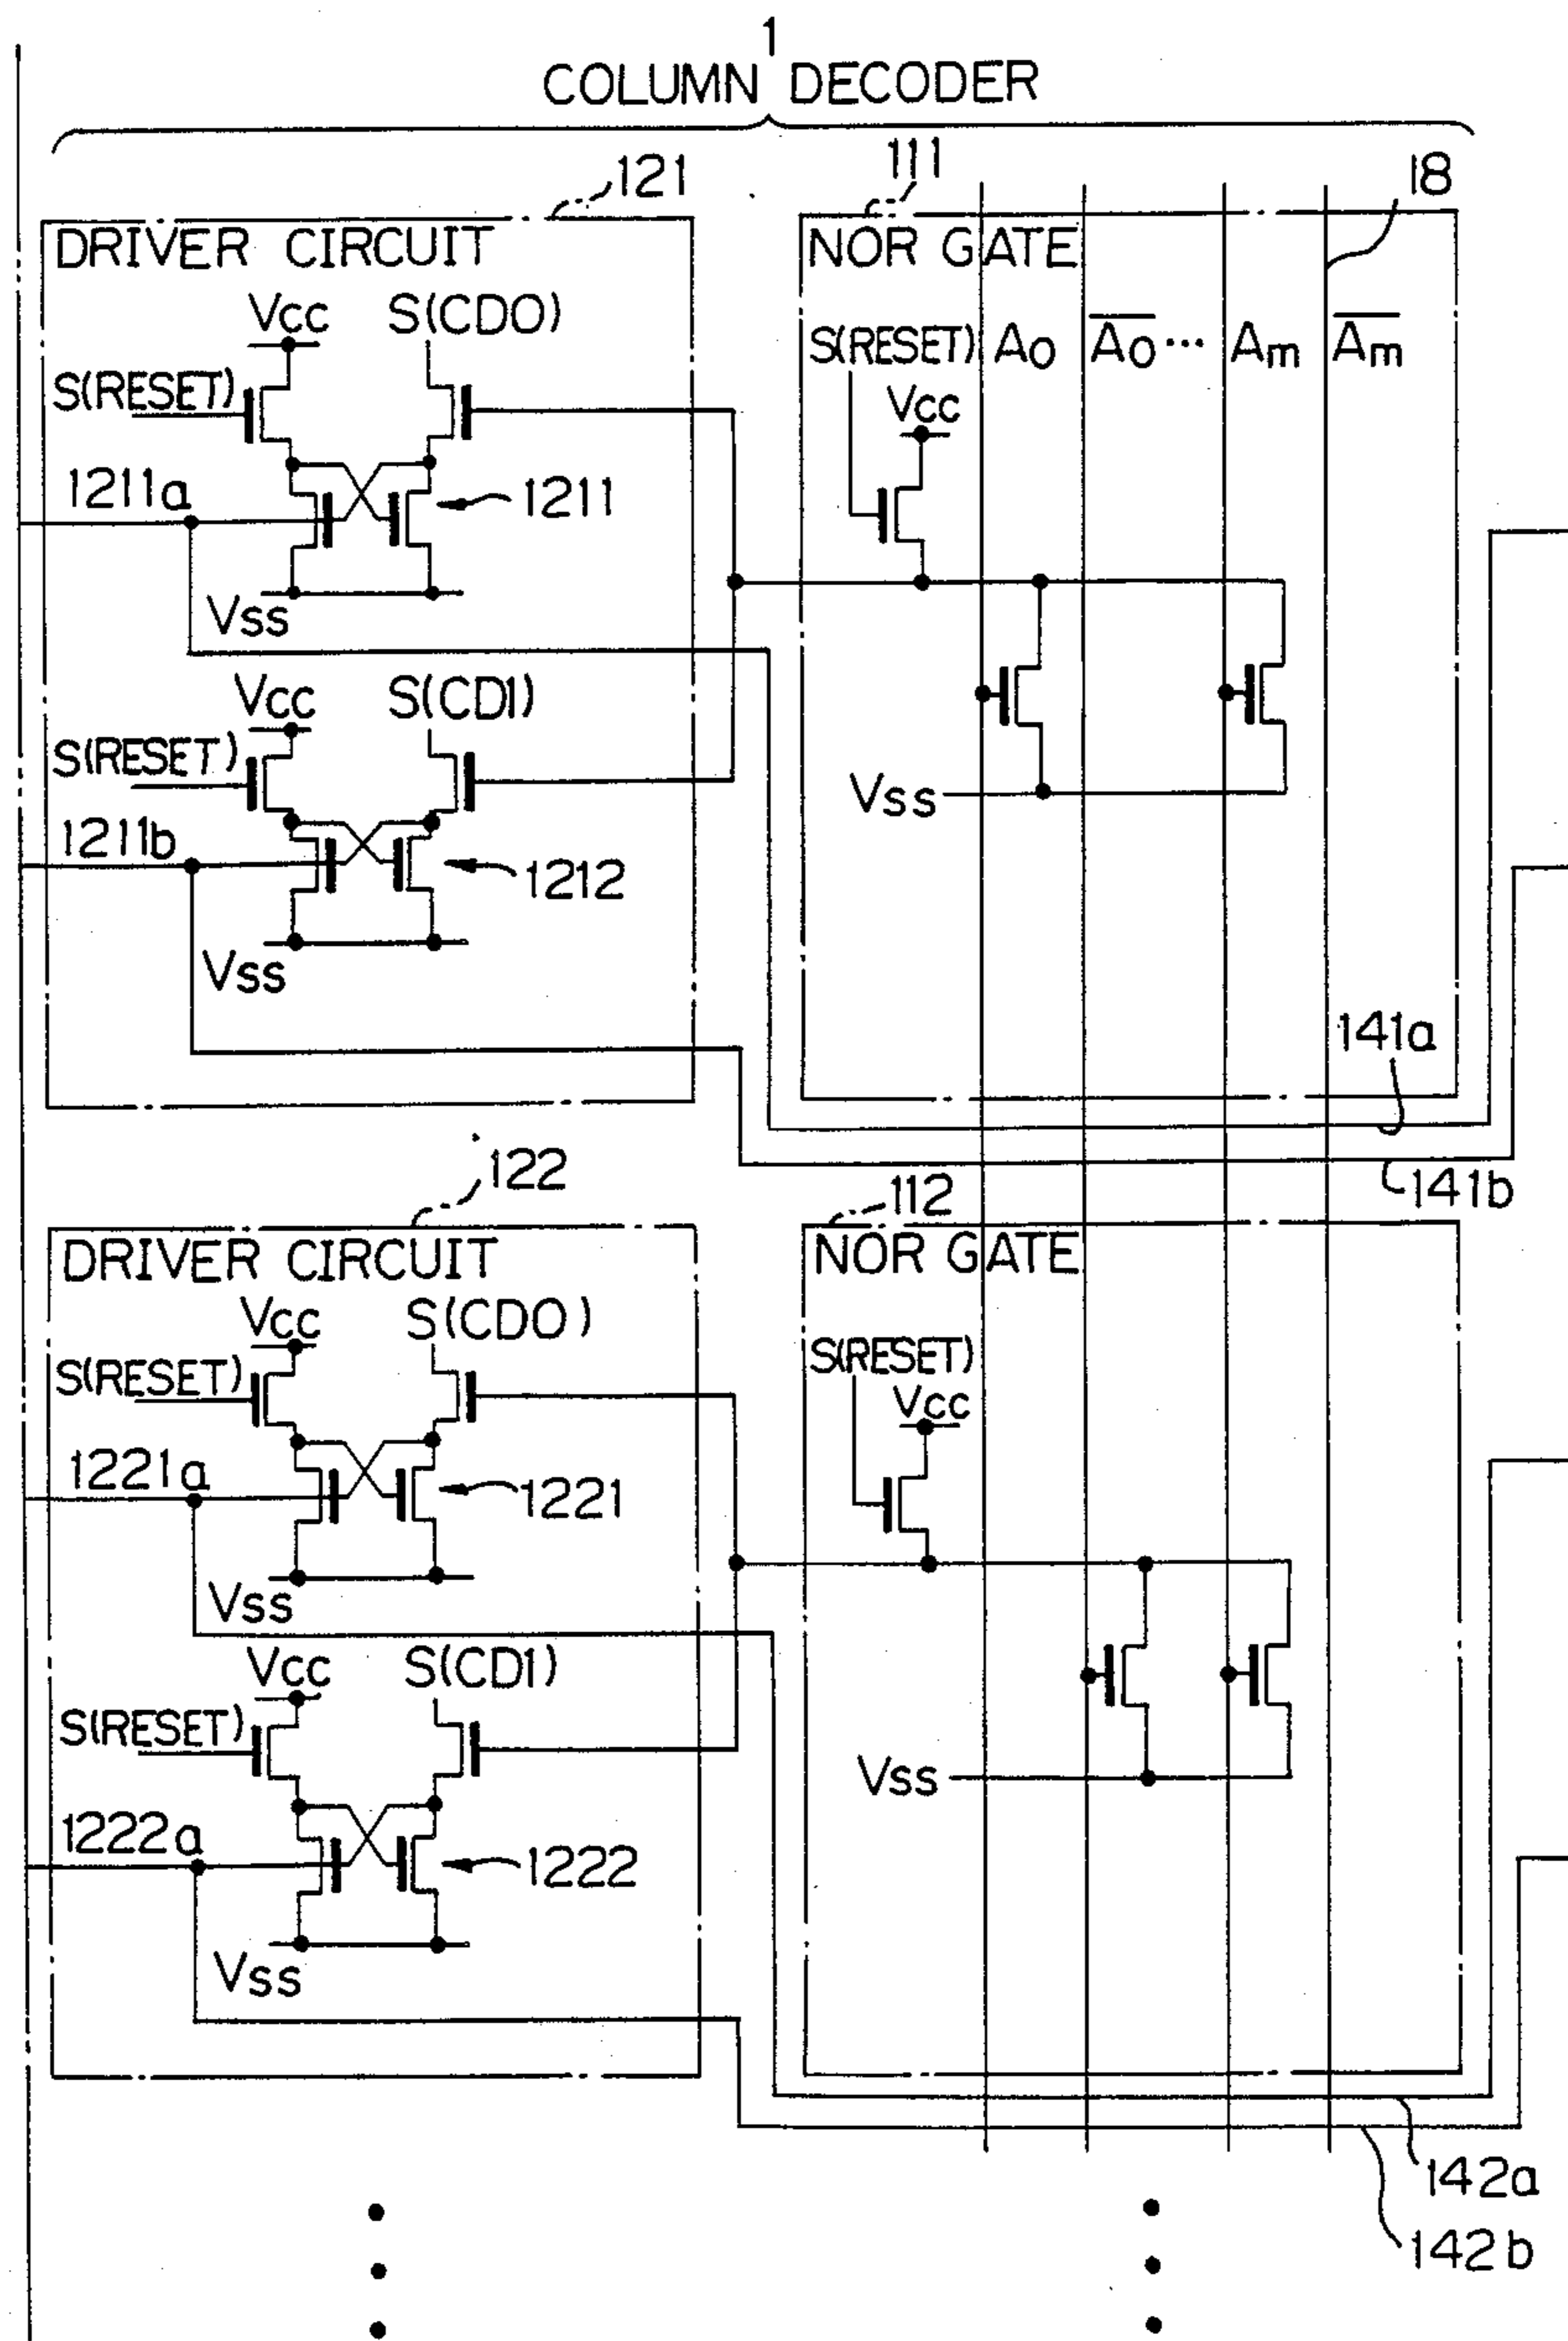 1
COLUMN DECODER
121
111
18
DRIVER CIRCUIT
NOR GATE
Vcc
S(CD0)
S(RESET)
A0
A̅0̅
...
Am
A̅m̅
S(RESET)
Vcc
1211a
1211
Vss
Vcc
S(CD1)
S(RESET)
Vss
1211b
1212
Vss
141a
141b
122
112
DRIVER CIRCUIT
NOR GATE
Vcc
S(CD0)
S(RESET)
S(RESET)
Vcc
1221a
1221
Vss
Vcc
S(CD1)
S(RESET)
Vss
1222a
1222
Vss
142a
142b